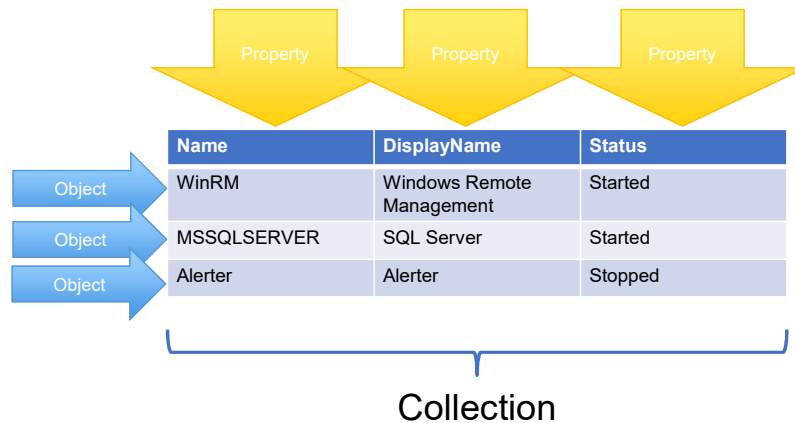 Property Property Property
Name DisplayName Status
Object WinRM Windows Remote Started
Management
Object MSSQLSERVER SQL Server Started
Object Alerter Alerter Stopped
Collection